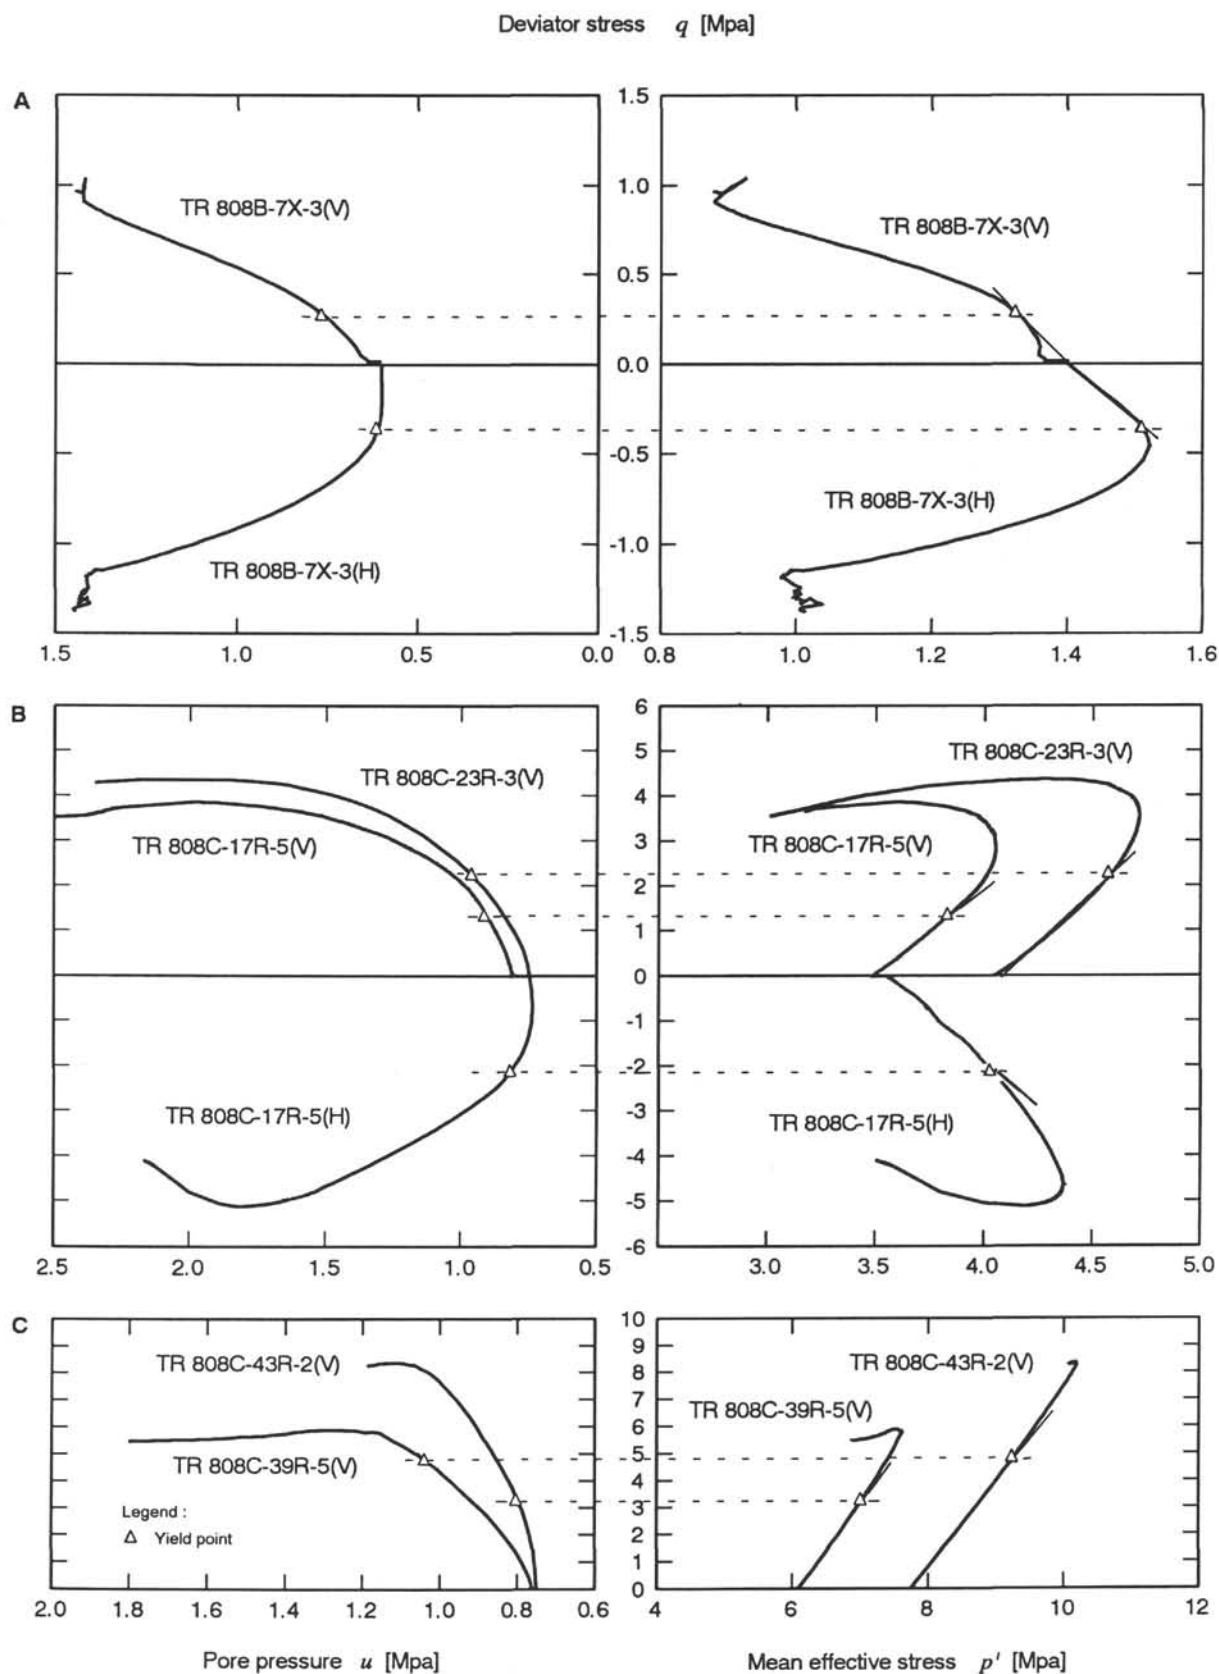 Deviator stress q [Mpa]
A
1.5
1.0
0.5
0.0
-0.5
-1.0
-1.5
TR 808B-7X-3(V)
TR 808B-7X-3(V)
TR 808B-7X-3(H)
TR 808B-7X-3(H)
1.5 1.0 0.5 0.0 0.8 1.0 1.2 1.4 1.6
B
6
5
4
3
2
1
0
-1
-2
-3
-4
-5
-6
TR 808C-23R-3(V)
TR 808C-23R-3(V)
TR 808C-17R-5(V)
TR 808C-17R-5(V)
TR 808C-17R-5(H)
TR 808C-17R-5(H)
2.5 2.0 1.5 1.0 0.5 3.0 3.5 4.0 4.5 5.0
C
10
9
8
7
6
5
4
3
2
1
0
TR 808C-43R-2(V)
TR 808C-43R-2(V)
TR 808C-39R-5(V)
TR 808C-39R-5(V)
Legend :
Yield point
2.0 1.8 1.6 1.4 1.2 1.0 0.8 0.6 4 6 8 10 12
Pore pressure u [Mpa]
Mean effective stress p' [Mpa]